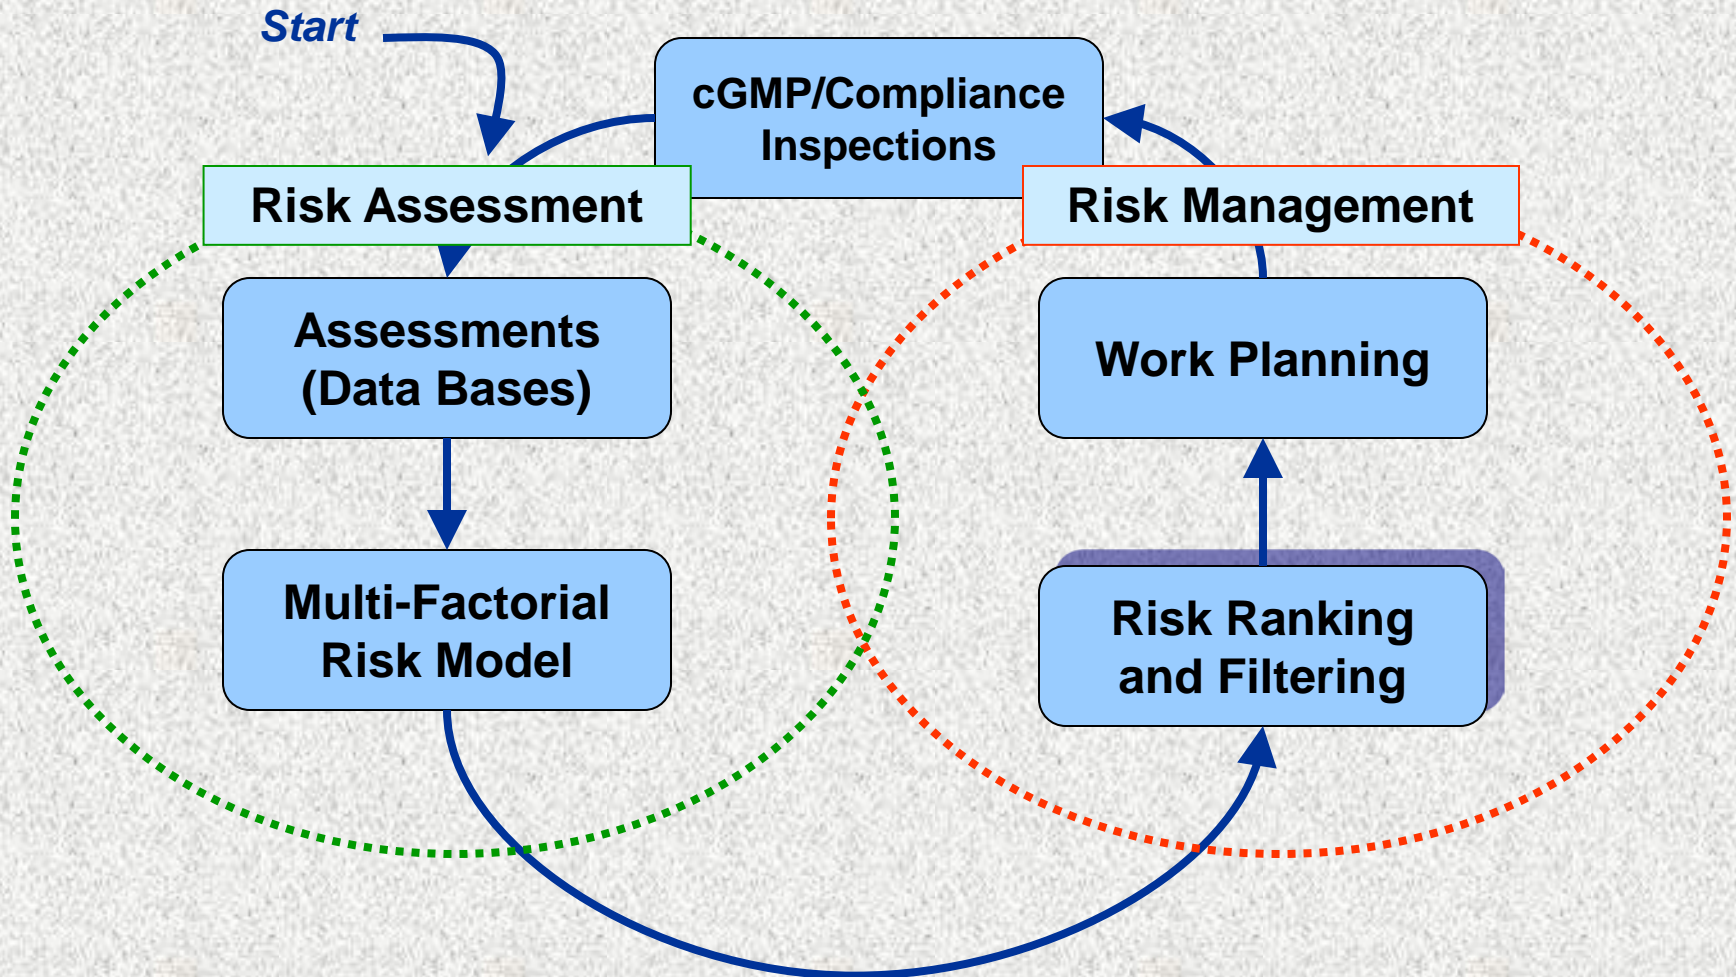 Start
cGMP/Compliance
Inspections
Risk Assessment
Risk Management
Assessments
(Data Bases)
Work Planning
Multi-Factorial
Risk Model
Risk Ranking
and Filtering